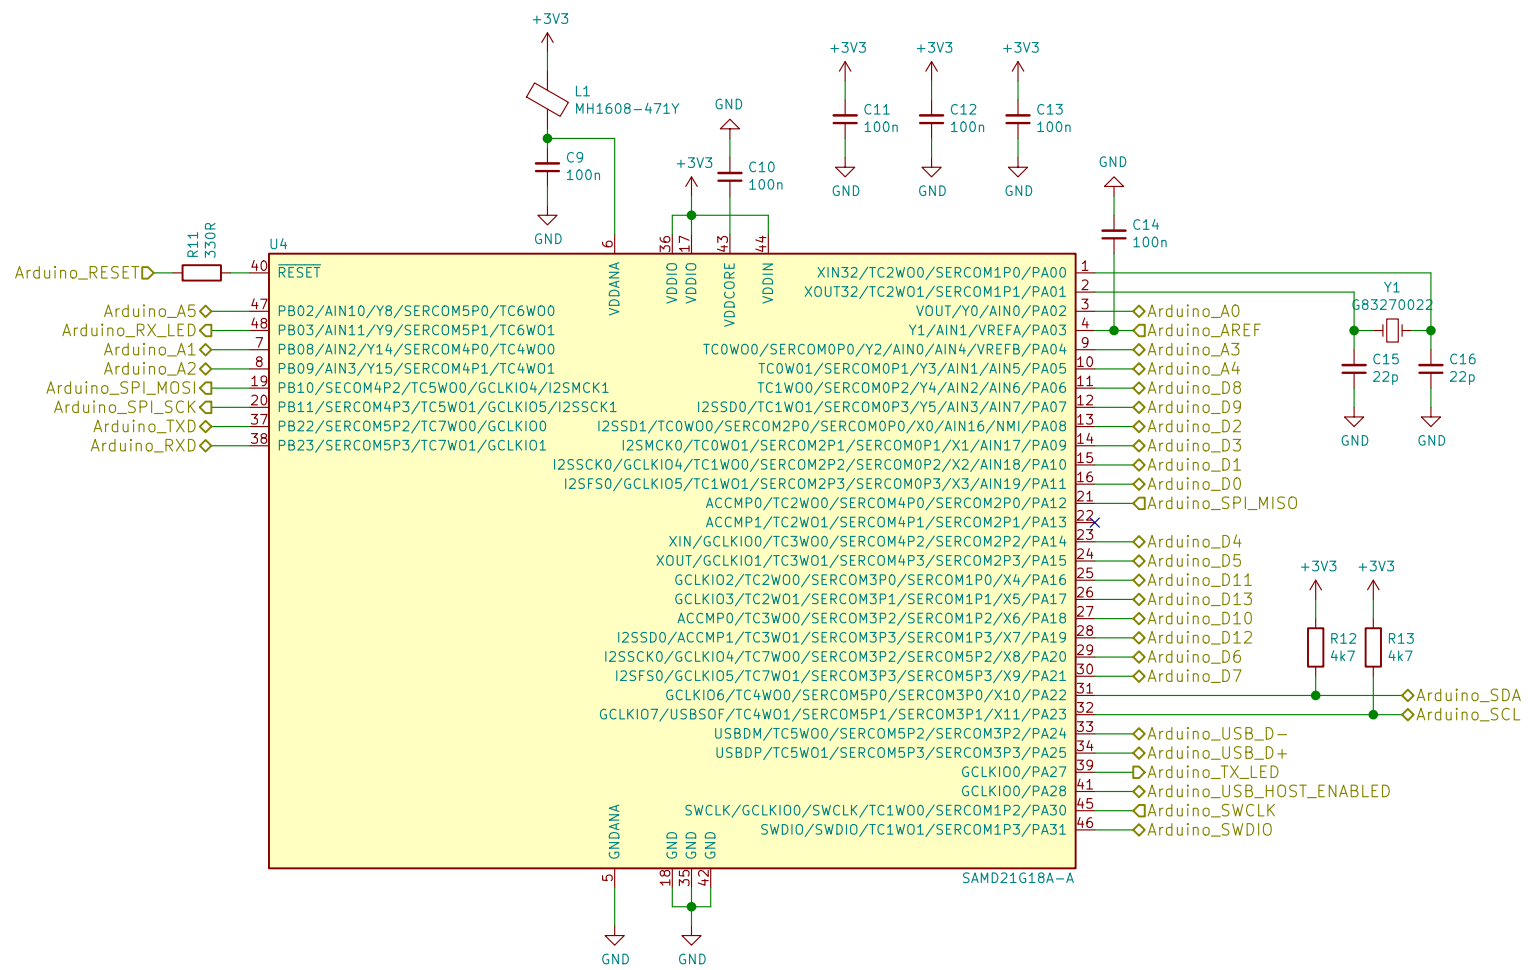 +3V3
L1
MH1608-471Y
C9
100n
GND
GND
C10
100n
+3V3
+3V3
C11
100n
GND
+3V3
C12
100n
GND
+3V3
C13
100n
GND
GND
C14
100n
Y1
G83270022
C15
22p
GND
C16
22p
GND
R11
330R
U4
Arduino_RESET 40 RESET
Arduino_A5 47 PB02/AIN10/Y8/SERCOM5P0/TC6WO0
Arduino_RX_LED 48 PB03/AIN11/Y9/SERCOM5P1/TC6WO1
Arduino_A1 7 PB08/AIN2/Y14/SERCOM4P0/TC4WO0
Arduino_A2 8 PB09/AIN3/Y15/SERCOM4P1/TC4WO1
Arduino_SPI_MOSI 19 PB10/SECOM4P2/TC5WO0/GCLKIO4/I2SMCK1
Arduino_SPI_SCK 20 PB11/SERCOM4P3/TC5WO1/GCLKIO5/I2SSCK1
Arduino_TXD 37 PB22/SERCOM5P2/TC7WO0/GCLKIO0
Arduino_RXD 38 PB23/SERCOM5P3/TC7WO1/GCLKIO1
6 VDDANA
36 VDDIO
17 VDDIO
43 VDDCORE
44 VDDIN
XIN32/TC2WO0/SERCOM1P0/PA00 1
XOUT32/TC2WO1/SERCOM1P1/PA01 2
VOUT/Y0/AIN0/PA02 3 Arduino_A0
Y1/AIN1/VREFA/PA03 4 Arduino_AREF
TC0WO0/SERCOM0P0/Y2/AIN0/AIN4/VREFB/PA04 9 Arduino_A3
TC0WO1/SERCOM0P1/Y3/AIN1/AIN5/PA05 10 Arduino_A4
TC1WO0/SERCOM0P2/Y4/AIN2/AIN6/PA06 11 Arduino_D8
I2SSD0/TC1WO1/SERCOM0P3/Y5/AIN3/AIN7/PA07 12 Arduino_D9
I2SSD1/TC0WO0/SERCOM2P0/SERCOM0P0/X0/AIN16/NMI/PA08 13 Arduino_D2
I2SMCK0/TC0WO1/SERCOM2P1/SERCOM0P1/X1/AIN17/PA09 14 Arduino_D3
I2SSCK0/GCLKIO4/TC1WO0/SERCOM2P2/SERCOM0P2/X2/AIN18/PA10 15 Arduino_D1
I2SFS0/GCLKIO5/TC1WO1/SERCOM2P3/SERCOM0P3/X3/AIN19/PA11 16 Arduino_D0
ACCMP0/TC2WO0/SERCOM4P0/SERCOM2P0/PA12 21 Arduino_SPI_MISO
ACCMP1/TC2WO1/SERCOM4P1/SERCOM2P1/PA13 22
XIN/GCLKIO0/TC3WO0/SERCOM4P2/SERCOM2P2/PA14 23 Arduino_D4
XOUT/GCLKIO1/TC3WO1/SERCOM4P3/SERCOM2P3/PA15 24 Arduino_D5
GCLKIO2/TC2WO0/SERCOM3P0/SERCOM1P0/X4/PA16 25 Arduino_D11
GCLKIO3/TC2WO1/SERCOM3P1/SERCOM1P1/X5/PA17 26 Arduino_D13
ACCMP0/TC3WO0/SERCOM3P2/SERCOM1P2/X6/PA18 27 Arduino_D10
I2SSD0/ACCMP1/TC3WO1/SERCOM3P3/SERCOM1P3/X7/PA19 28 Arduino_D12
I2SSCK0/GCLKIO4/TC7WO0/SERCOM3P2/SERCOM5P2/X8/PA20 29 Arduino_D6
I2SFS0/GCLKIO5/TC7WO1/SERCOM3P3/SERCOM5P3/X9/PA21 30 Arduino_D7
GCLKIO6/TC4WO0/SERCOM5P0/SERCOM3P0/X10/PA22 31 Arduino_SDA
GCLKIO7/USBSOF/TC4WO1/SERCOM5P1/SERCOM3P1/X11/PA23 32 Arduino_SCL
USBDM/TC5WO0/SERCOM5P2/SERCOM3P2/PA24 33 Arduino_USB_D-
USBDP/TC5WO1/SERCOM5P3/SERCOM3P3/PA25 34 Arduino_USB_D+
GCLKIO0/PA27 39 Arduino_TX_LED
GCLKIO0/PA28 41 Arduino_USB_HOST_ENABLED
SWCLK/GCLKIO0/SWCLK/TC1WO0/SERCOM1P2/PA30 45 Arduino_SWCLK
SWDIO/SWDIO/TC1WO1/SERCOM1P3/PA31 46 Arduino_SWDIO
+3V3
R12
4k7
+3V3
R13
4k7
GNDANA 5
GND 18
GND 35
GND 42
SAMD21G18A-A
GND
GND